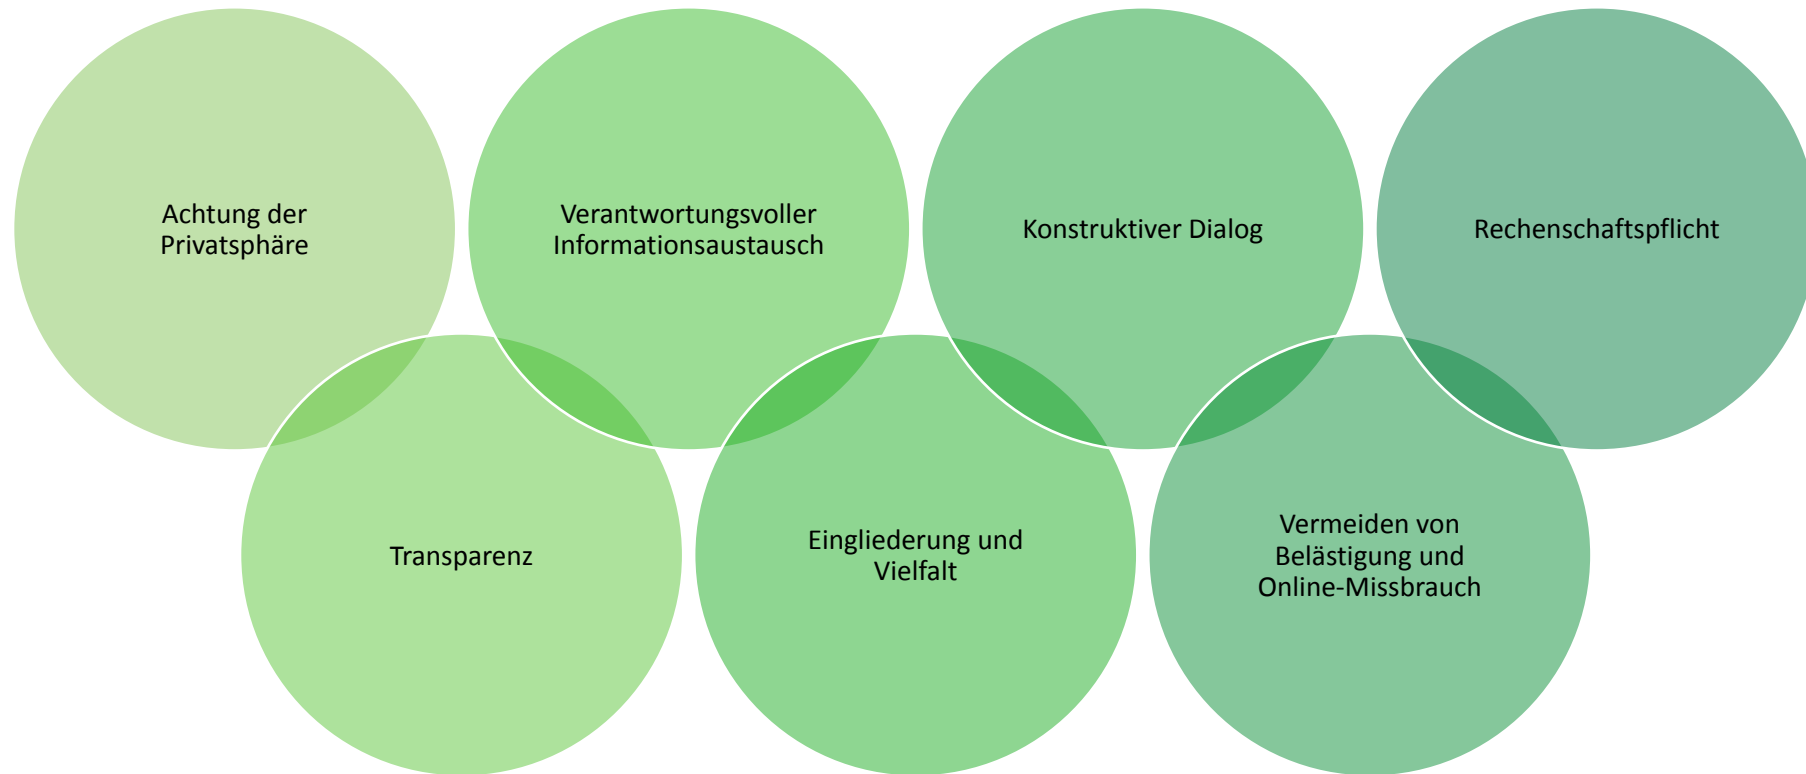 Achtung der
Privatsphäre
Transparenz
Verantwortungsvoller
Informationsaustausch
Eingliederung und
Vielfalt
Konstruktiver Dialog
Vermeiden von
Belästigung und
Online-Missbrauch
Rechenschaftspflicht